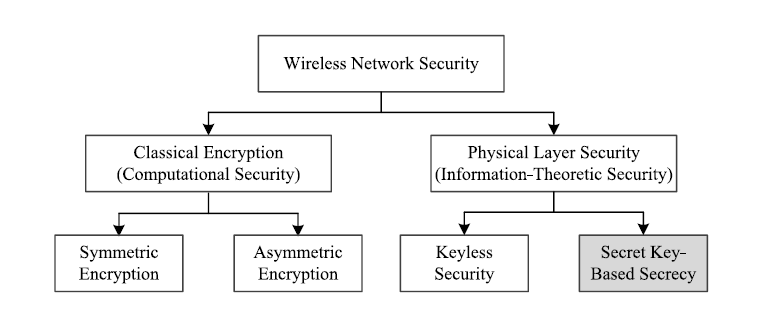 Wireless Network Security
Classical Encryption
(Computational Security)
Physical Layer Security
(Information-Theoretic Security)
Symmetric
Encryption
Asymmetric
Encryption
Keyless
Security
Secret Key-
Based Secrecy